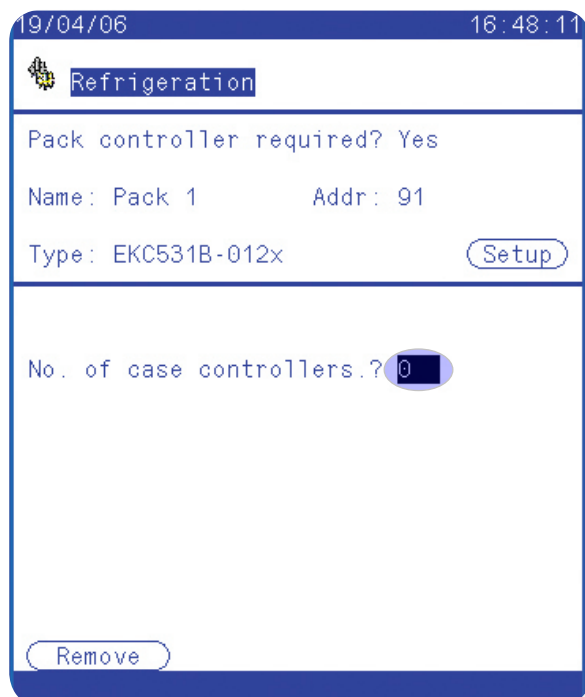 19/04/06 16:48:11
Refrigeration
Pack controller required? Yes
Name: Pack 1 Addr: 91
Type: EKC531B-012x Setup
No. of case controllers.? 0
Remove